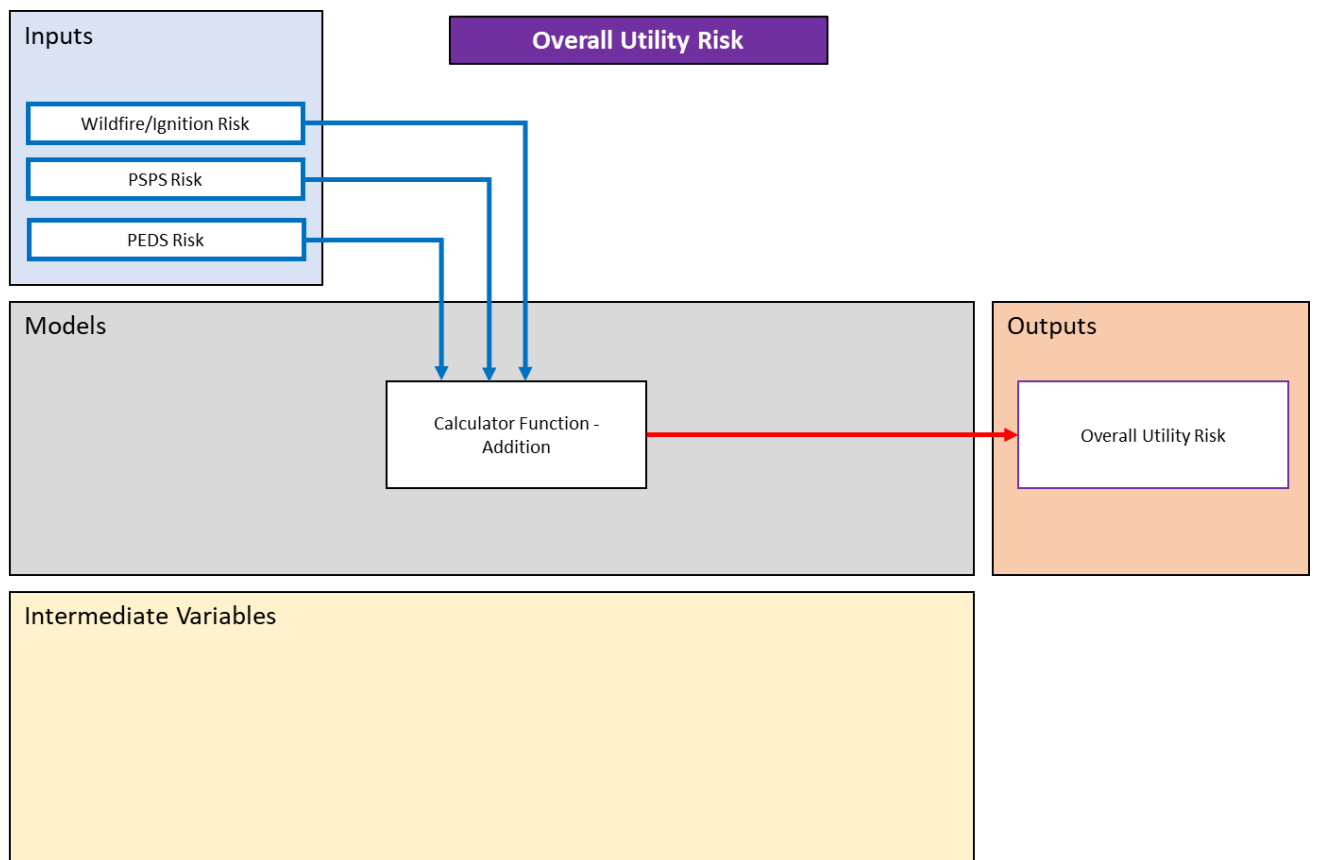 Inputs
Overall Utility Risk
Wildfire/Ignition Risk
PSPS Risk
PEDS Risk
Models
Calculator Function -
Addition
Outputs
Overall Utility Risk
Intermediate Variables